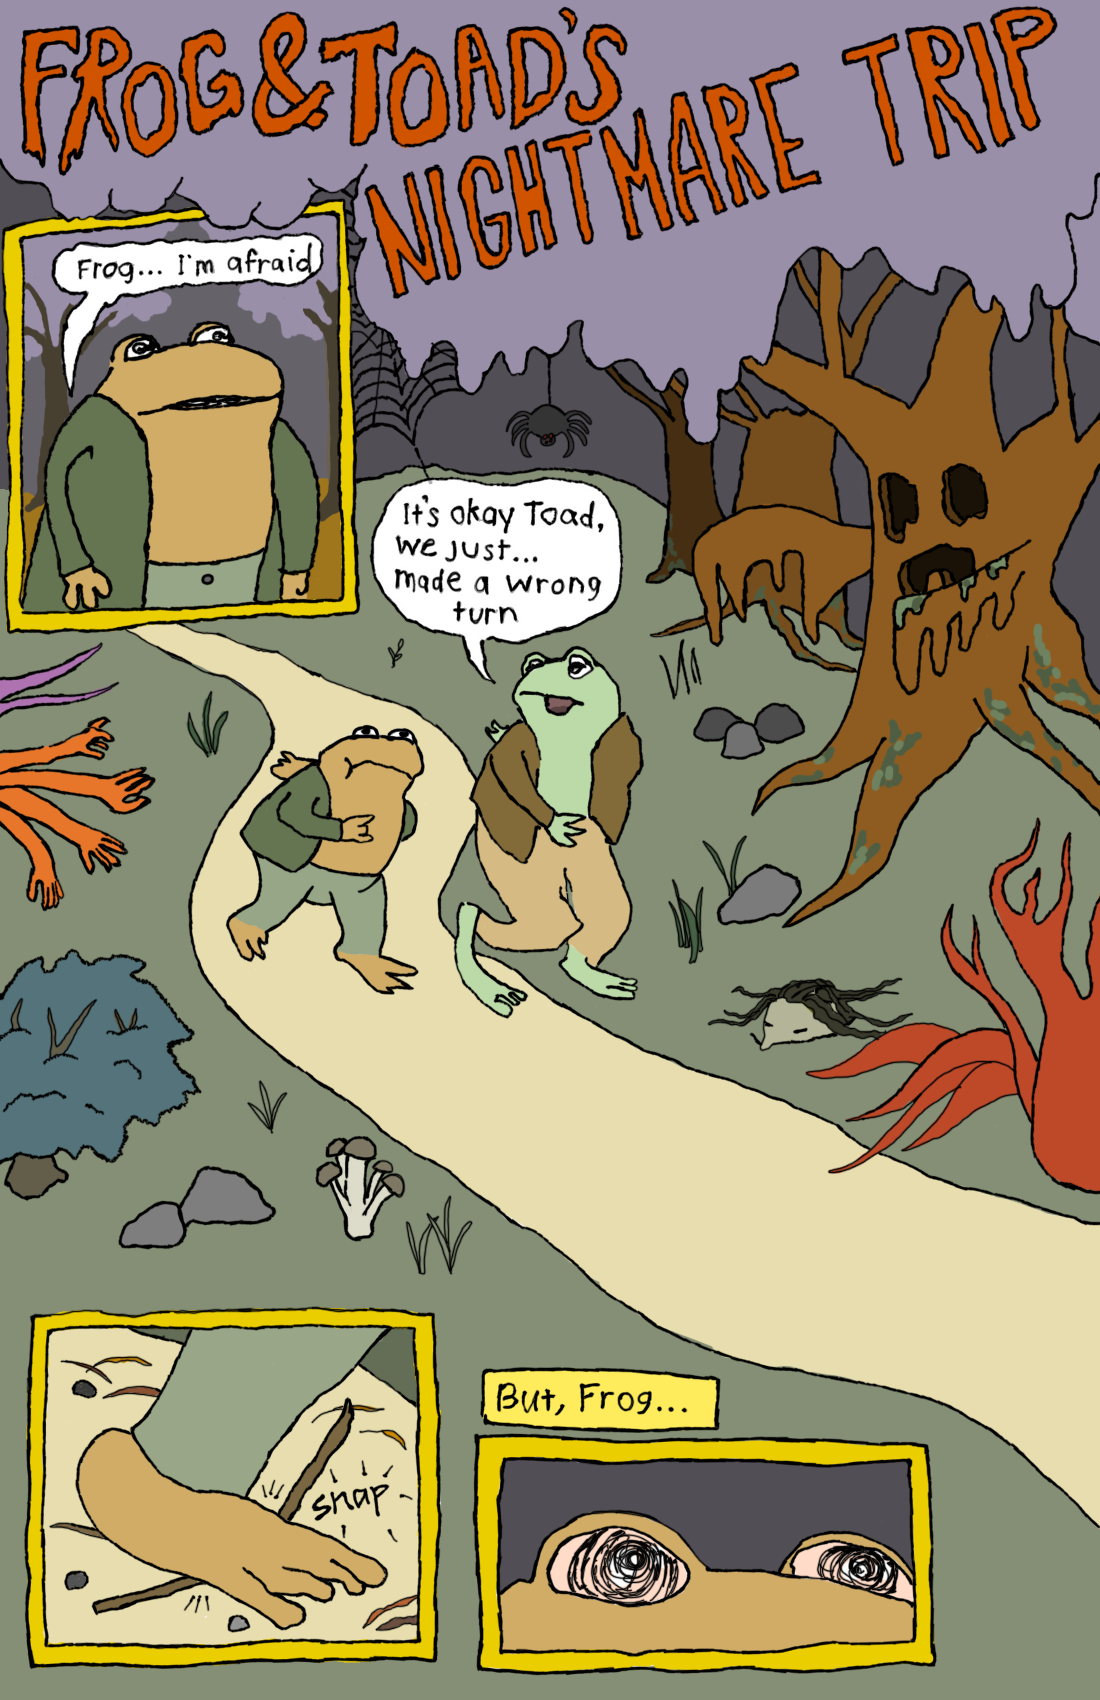 FROG & TOAD'S
NIGHTMARE TRIP
Frog... I'm afraid
It's okay Toad,
we just...
made a wrong
turn
snap
But, Frog...